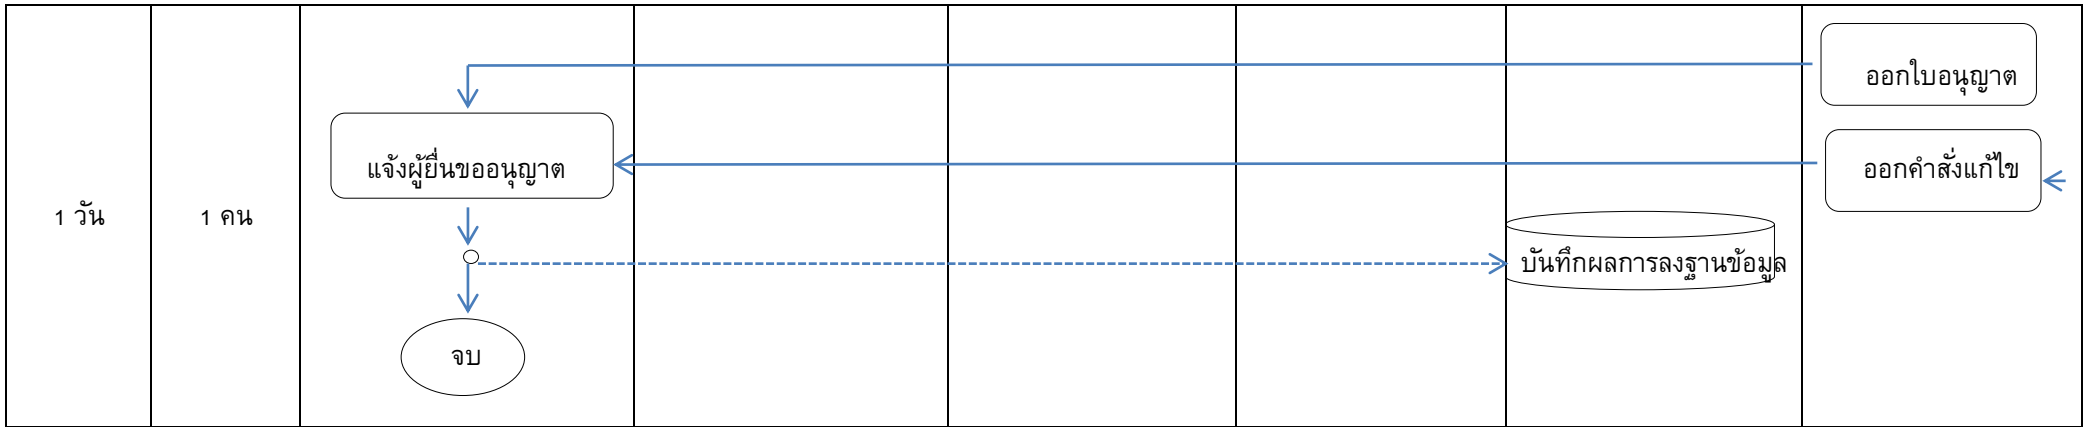 ออกใบอนุญาต
แจ้งผู้ยื่นขออนุญาต
ออกคำสั่งแก้ไข
1 วัน
1 คน
บันทึกผลการลงฐานข้อมูล
จบ